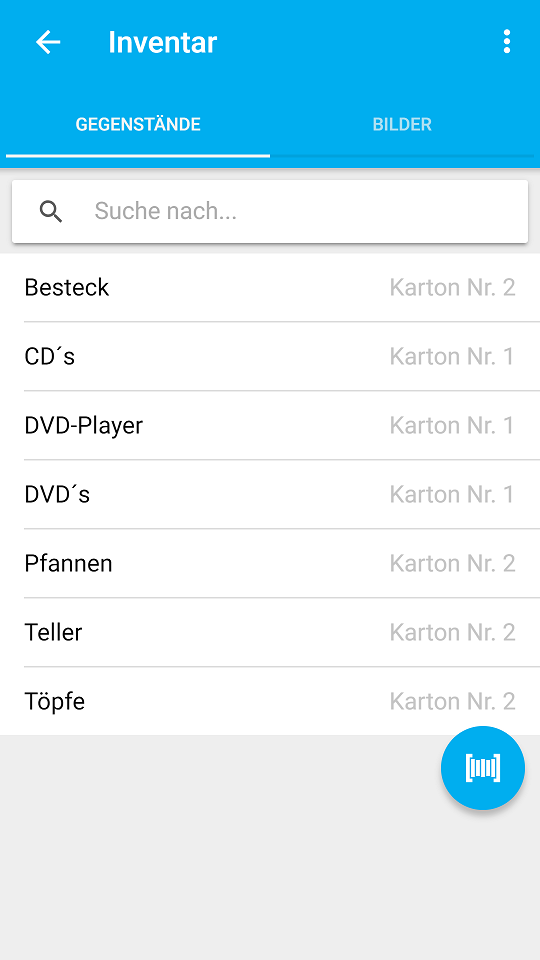 Inventar
GEGENSTÄNDE BILDER
Suche nach...
Besteck Karton Nr. 2
CD´s Karton Nr. 1
DVD-Player Karton Nr. 1
DVD´s Karton Nr. 1
Pfannen Karton Nr. 2
Teller Karton Nr. 2
Töpfe Karton Nr. 2